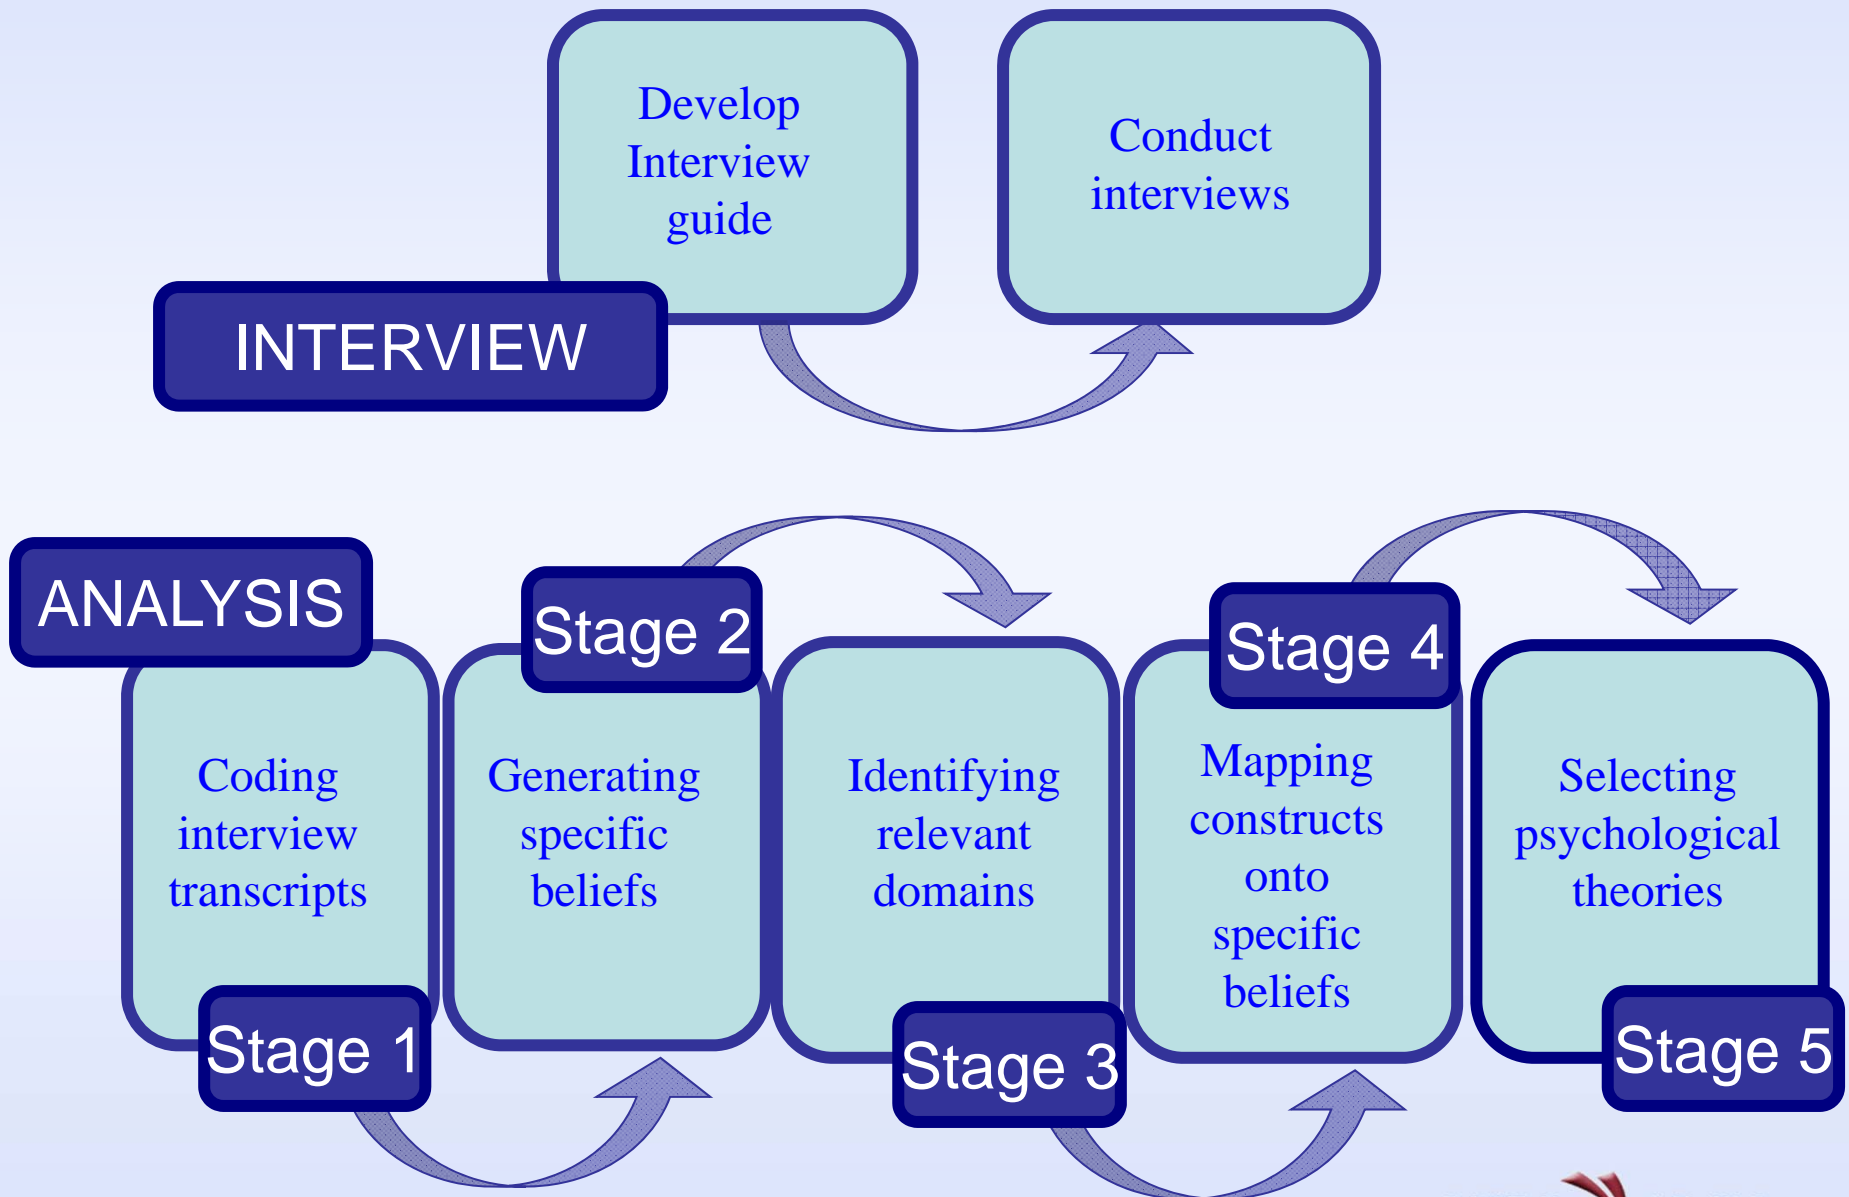 Develop
Interview
guide
Conduct
interviews
INTERVIEW
ANALYSIS
Coding
interview
transcripts
Stage 1
Stage 2
Generating
specific
beliefs
Identifying
relevant
domains
Stage 3
Stage 4
Mapping
constructs
onto
specific
beliefs
Selecting
psychological
theories
Stage 5